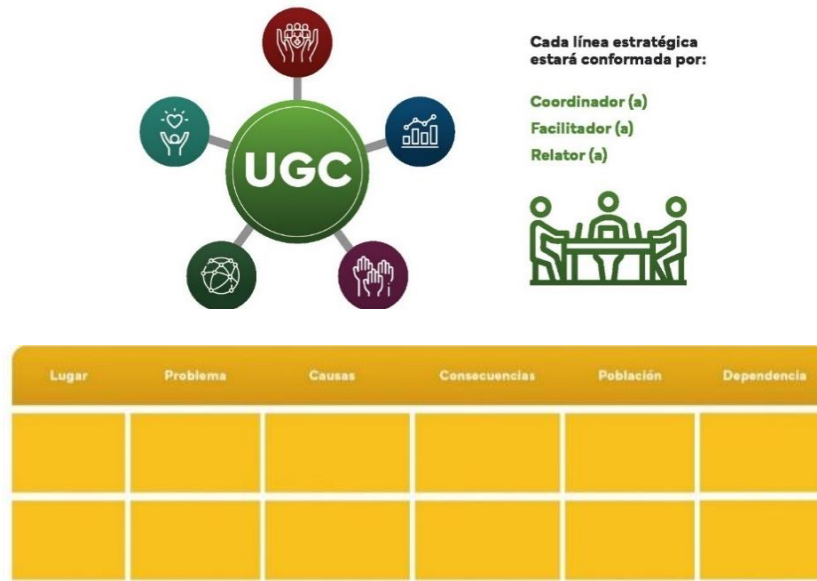 UGC
Cada línea estratégica
estará conformada por:
Coordinador (a)
Facilitador (a)
Relator (a)
Lugar Problema Causas Consecuencias Población Dependencia